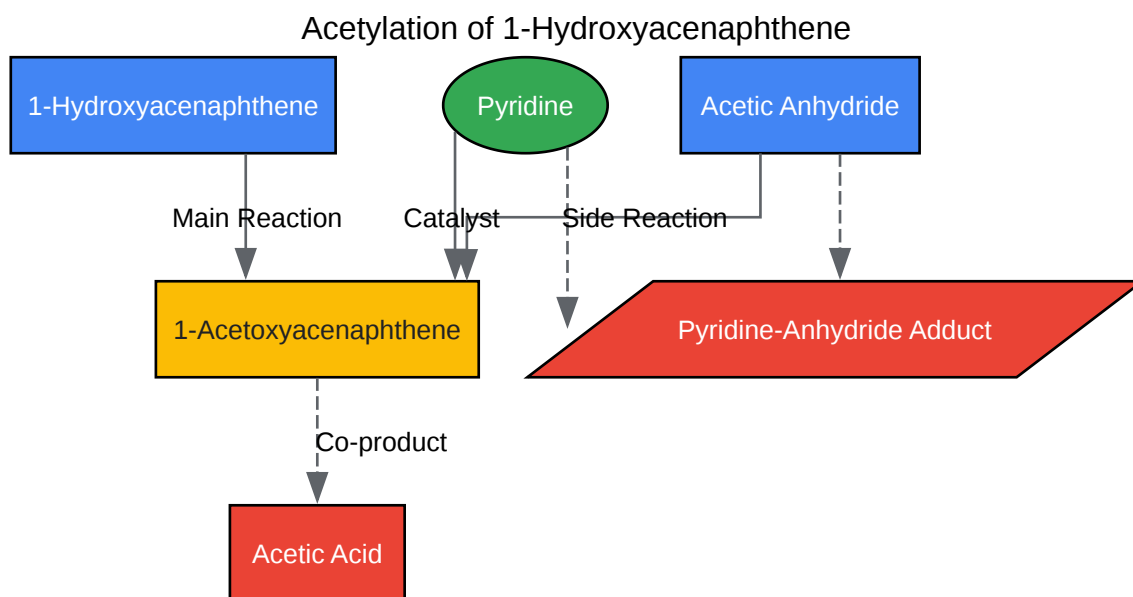 Acetylation of 1-Hydroxyacenaphthene
1-Hydroxyacenaphthene
Pyridine
Acetic Anhydride
Main Reaction
Catalyst
Side Reaction
1-Acetoxyacenaphthene
Pyridine-Anhydride Adduct
Co-product
Acetic Acid